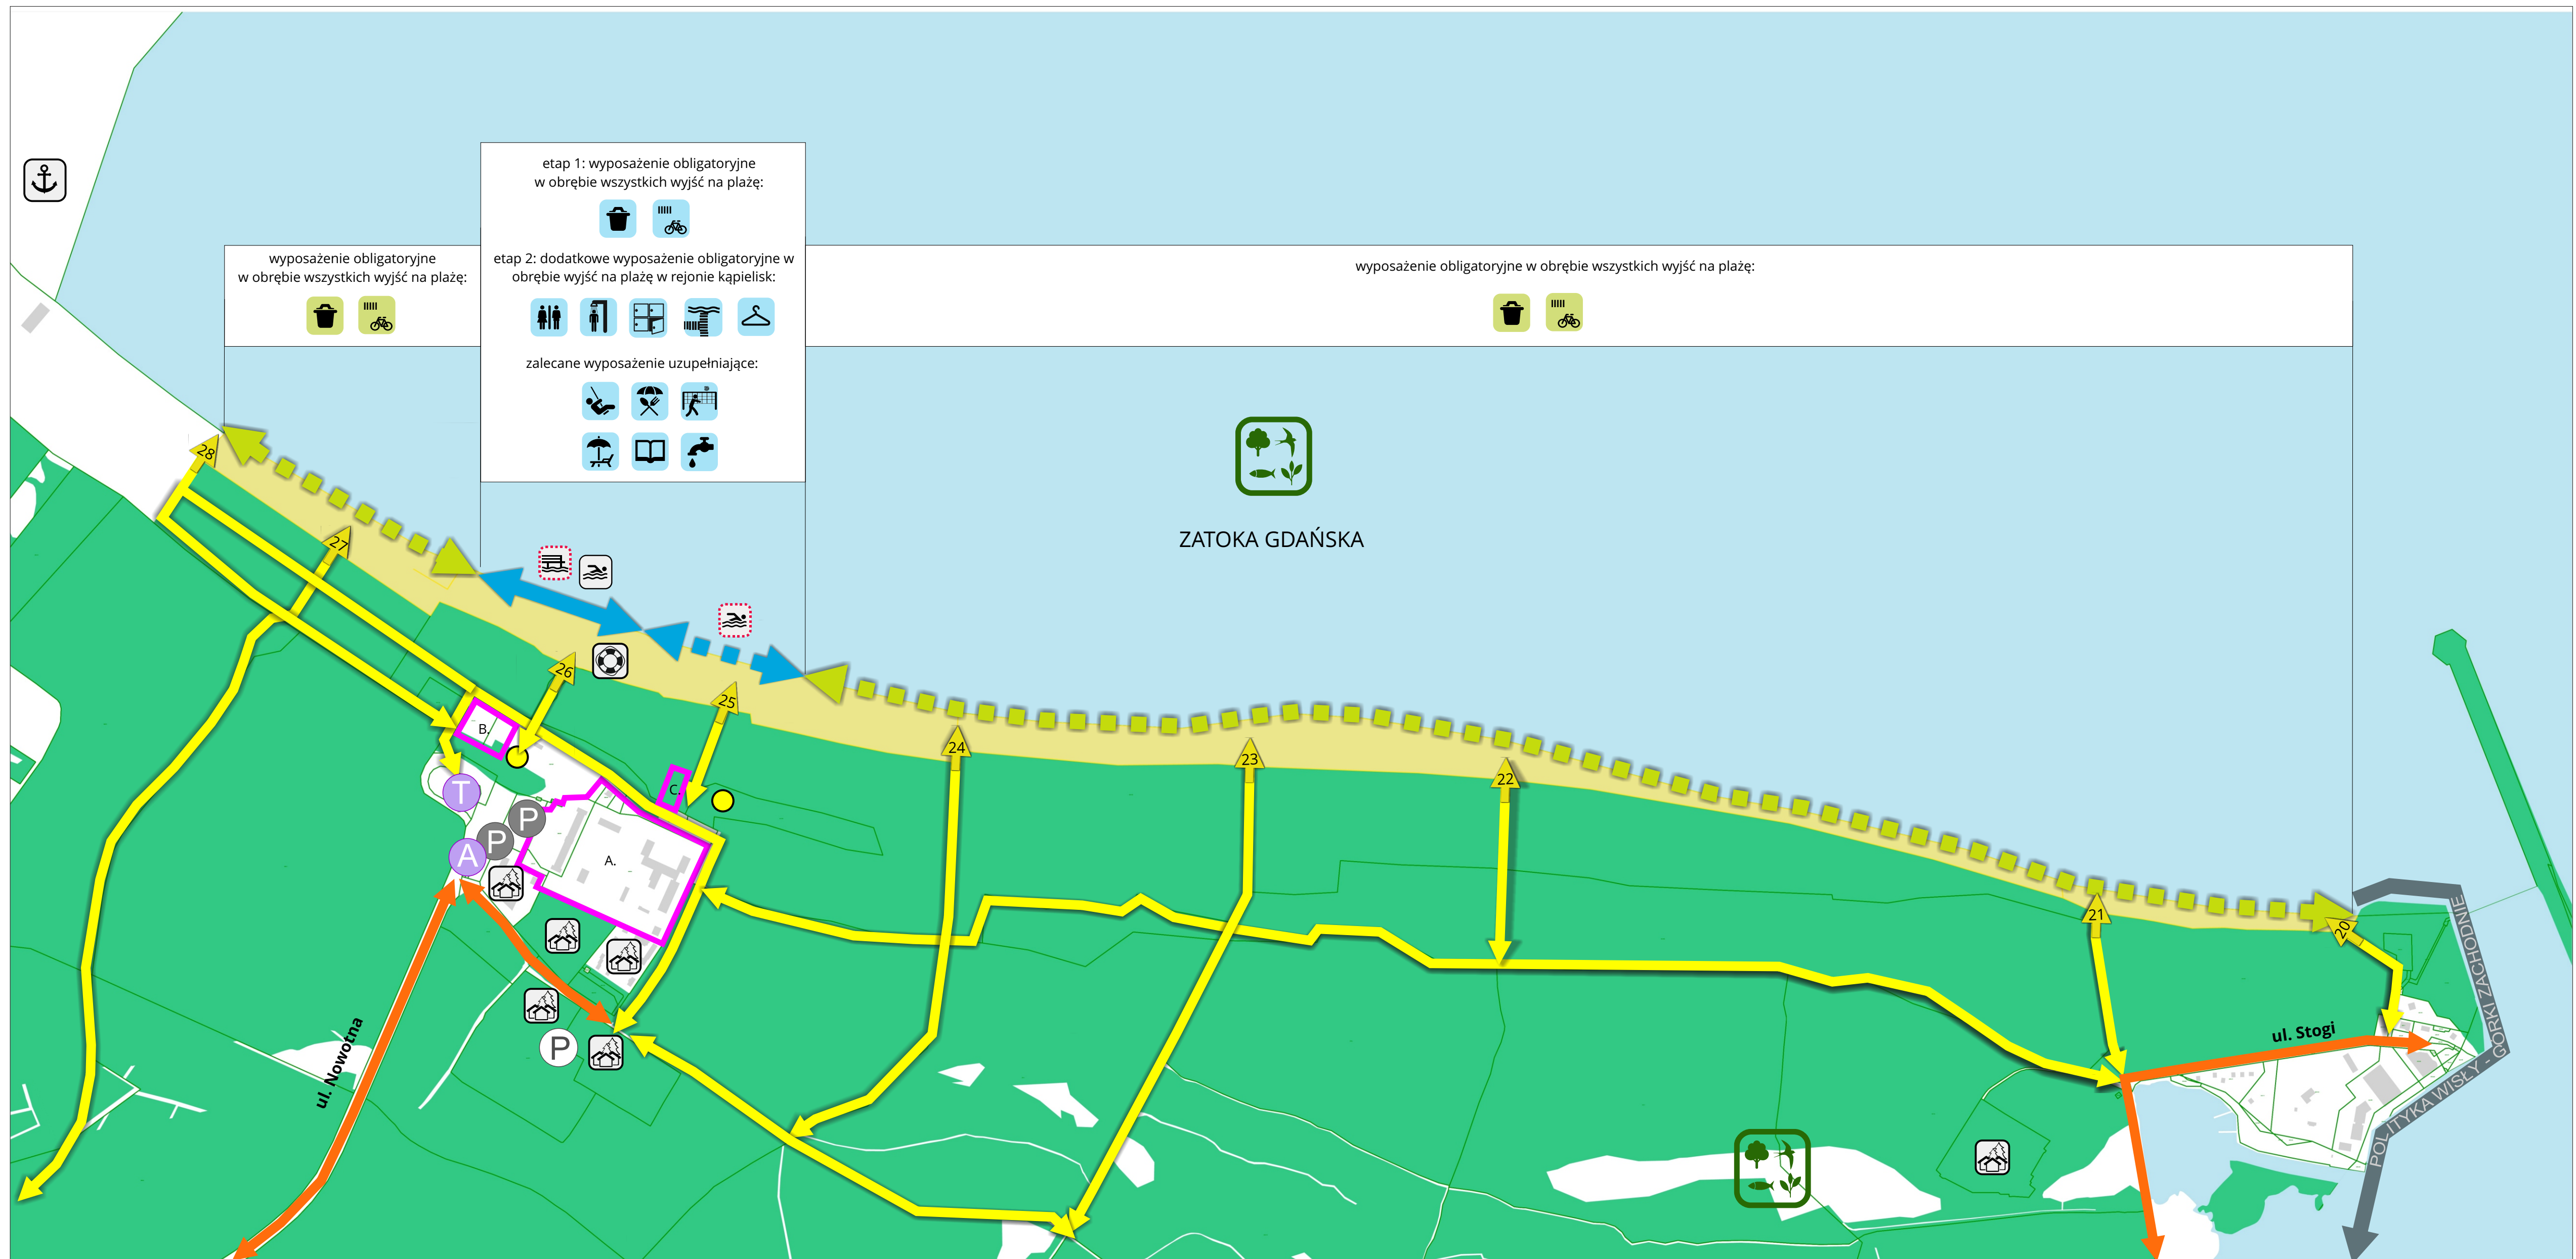 etap 1: wyposażenie obligatoryjne
w obrębie wszystkich wyjść na plażę:
etap 2: dodatkowe wyposażenie obligatoryjne w
obrębie wyjść na plażę w rejonie kąpielisk:
zalecane wyposażenie uzupełniające:
wyposażenie obligatoryjne
w obrębie wszystkich wyjść na plażę:
wyposażenie obligatoryjne w obrębie wszystkich wyjść na plażę:
ZATOKA GDAŃSKA
28
27
26
25
24
23
22
21
20
B.
C.
A.
T
P
P
A
P
ul. Nowotna
ul. Stogi
POLITYKA WISŁY - GÓRKI ZACHODNIE